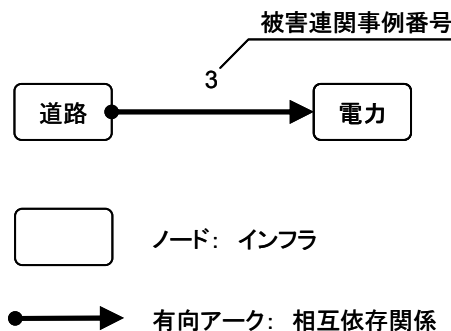 被害連関事例番号
3
道路
電力
ノード： インフラ
有向アーク： 相互依存関係